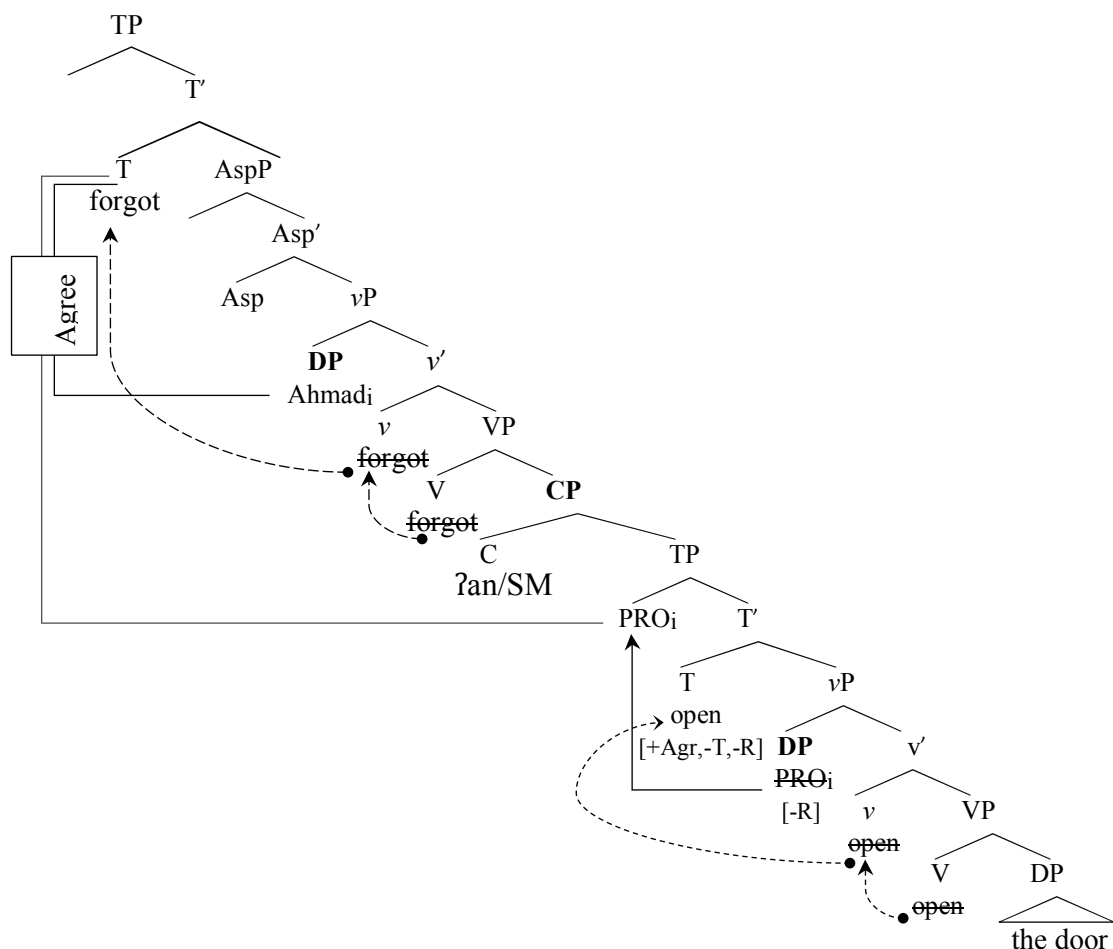 TP
T′
T AspP
forgot
Asp′
Agree
Asp vP
DP v'
Ahmadi
v VP
forgot
V CP
forgot
C TP
ʔan/SM
PROi T′
T vP
open
[+Agr,-T,-R] DP v′
PROi
[-R] v VP
open
V DP
open
the door